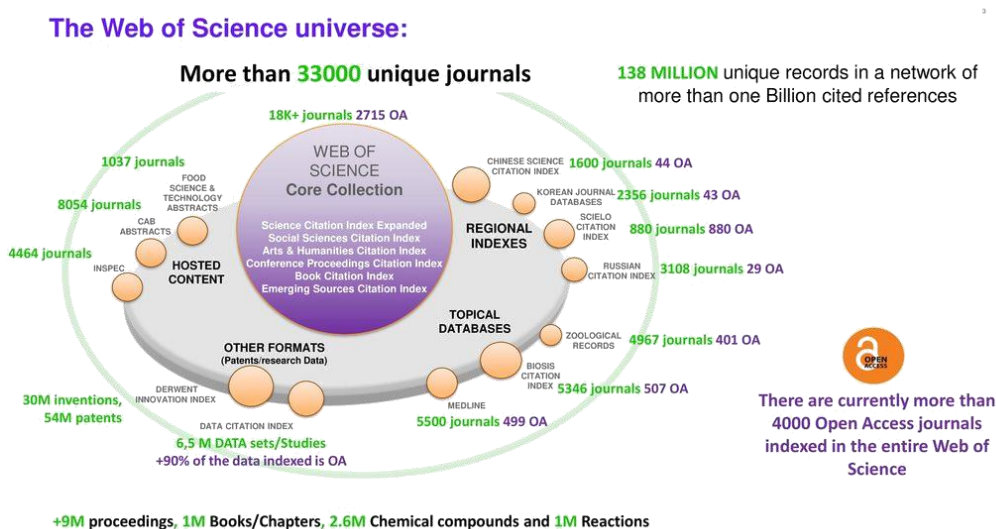 3
The Web of Science universe:
More than 33000 unique journals
138 MILLION unique records in a network of
more than one Billion cited references
18K+ journals 2715 OA
WEB OF
SCIENCE
Core Collection
Science Citation Index Expanded
Social Sciences Citation Index
Arts & Humanities Citation Index
Conference Proceedings Citation Index
Book Citation Index
Emerging Sources Citation Index
1037 journals
FOOD
SCIENCE &
TECHNOLOGY
ABSTRACTS
8054 journals
CAB
ABSTRACTS
4464 journals
INSPEC
HOSTED
CONTENT
CHINESE SCIENCE
CITATION INDEX
1600 journals 44 OA
KOREAN JOURNAL
DATABASES
2356 journals 43 OA
SCIELO
CITATION
INDEX
880 journals 880 OA
REGIONAL
INDEXES
RUSSIAN
CITATION INDEX
3108 journals 29 OA
TOPICAL
DATABASES
ZOOLOGICAL
RECORDS
4967 journals 401 OA
BIOSIS
CITATION
INDEX
5346 journals 507 OA
MEDLINE
5500 journals 499 OA
OTHER FORMATS
(Patents/research Data)
DERWENT
INNOVATION INDEX
30M inventions,
54M patents
DATA CITATION INDEX
6,5 M DATA sets/Studies
+90% of the data indexed is OA
OPEN
ACCESS
There are currently more than
4000 Open Access journals
indexed in the entire Web of
Science
+9M proceedings, 1M Books/Chapters, 2.6M Chemical compounds and 1M Reactions